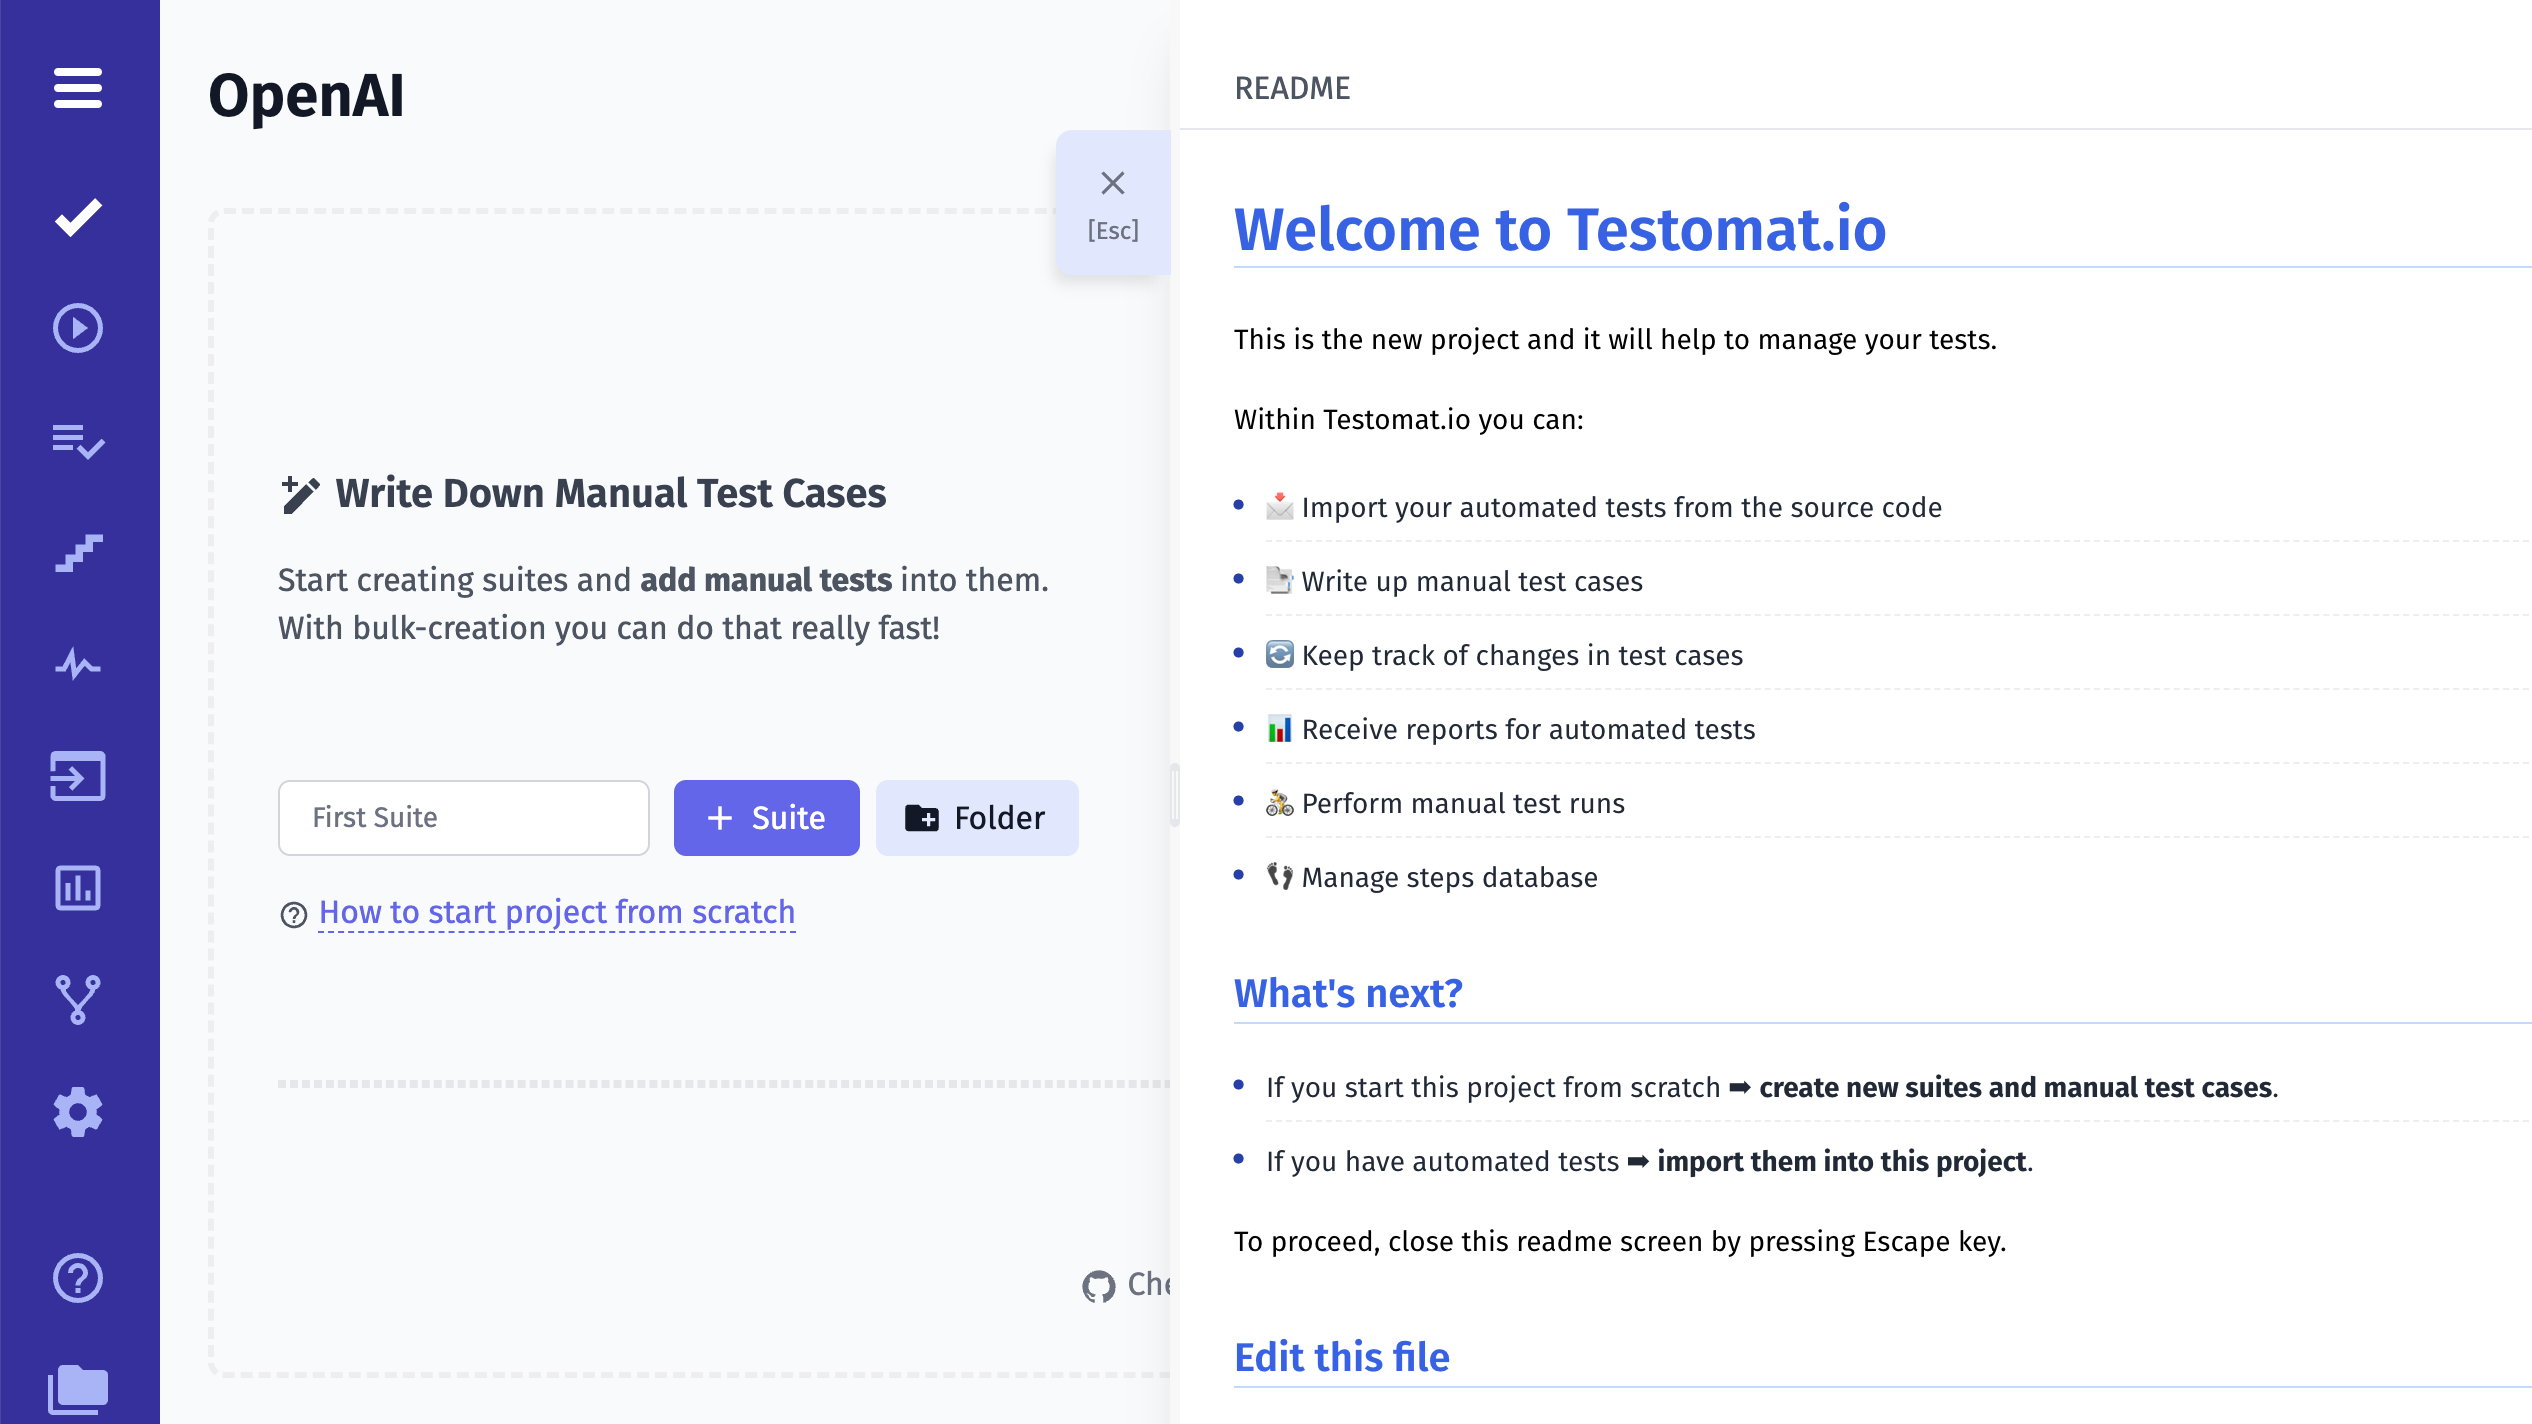 OpenAI
[Esc]
Write Down Manual Test Cases
Start creating suites and add manual tests into them.
With bulk-creation you can do that really fast!
First Suite
+ Suite
Folder
How to start project from scratch
Che
README
Welcome to Testomat.io
This is the new project and it will help to manage your tests.
Within Testomat.io you can:
• 📩 Import your automated tests from the source code
• 📑 Write up manual test cases
• 🔄 Keep track of changes in test cases
• 📊 Receive reports for automated tests
• 🚴 Perform manual test runs
• 👣 Manage steps database
What's next?
• If you start this project from scratch ➡ create new suites and manual test cases.
• If you have automated tests ➡ import them into this project.
To proceed, close this readme screen by pressing Escape key.
Edit this file